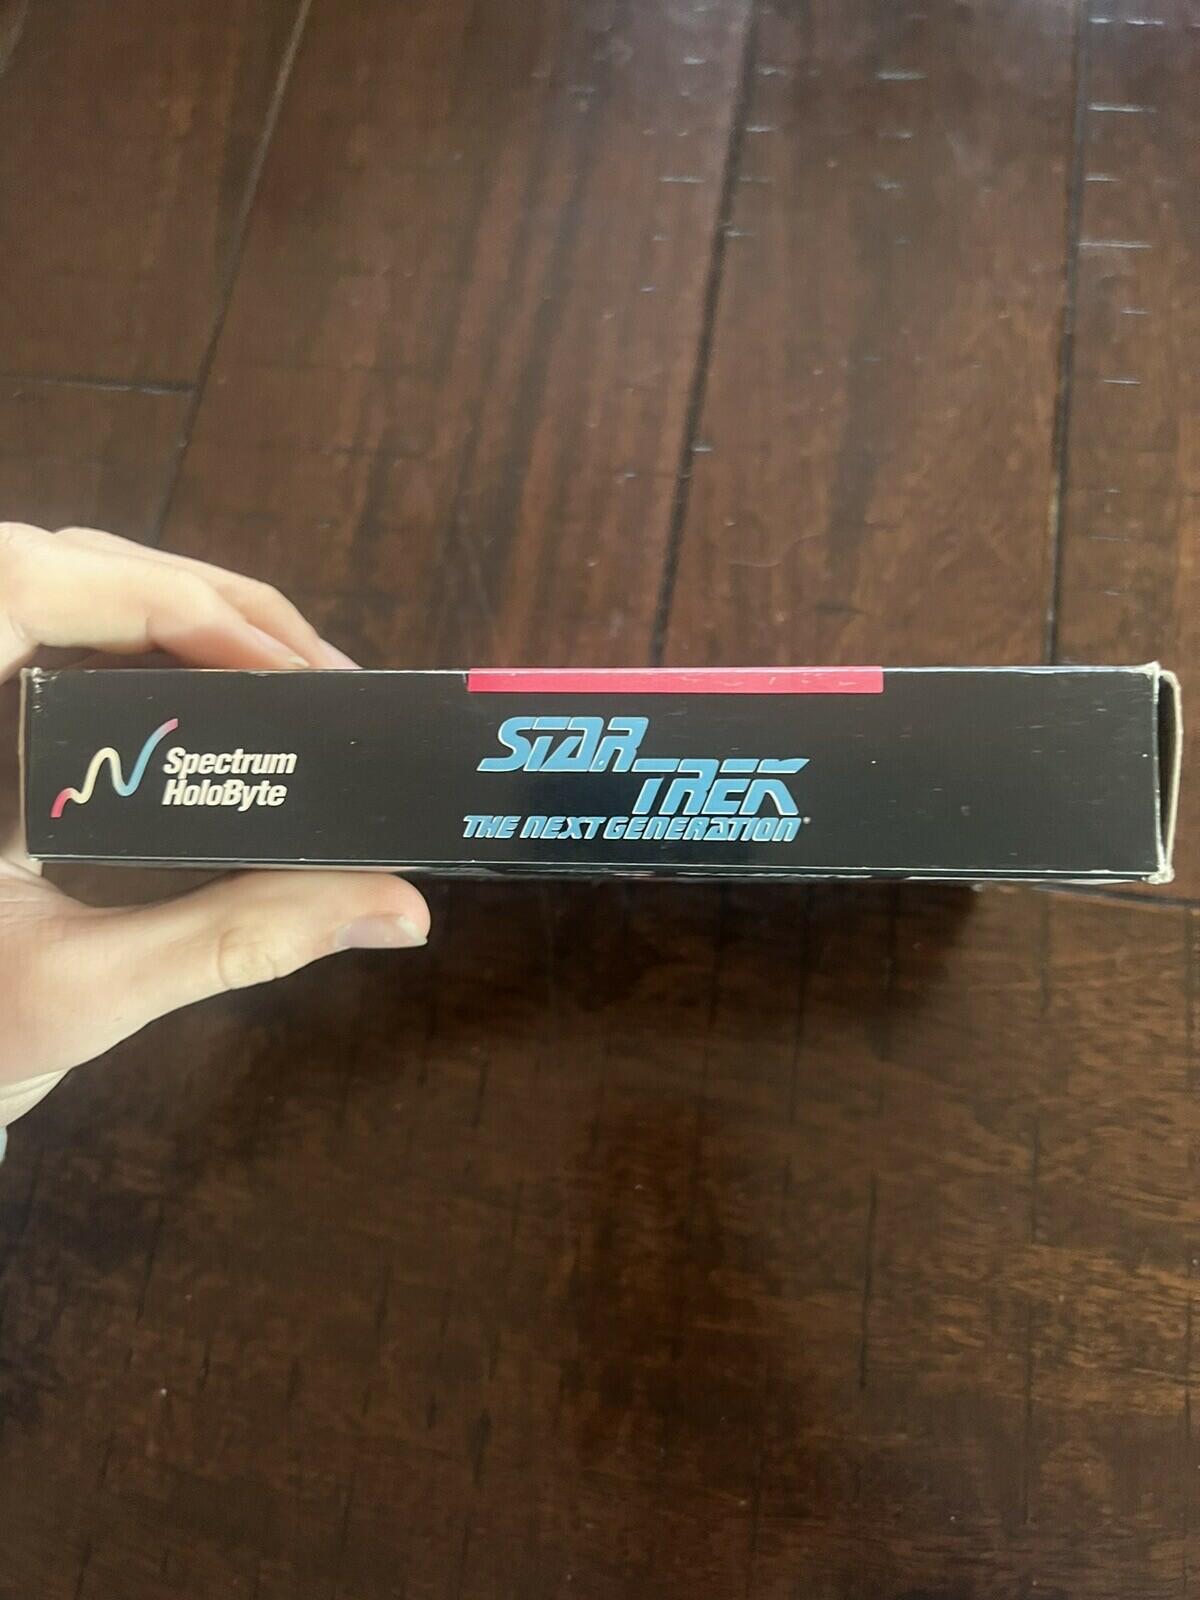 Spectrum
HoloByte
STAR
TREK
THE NEXT GENERATION